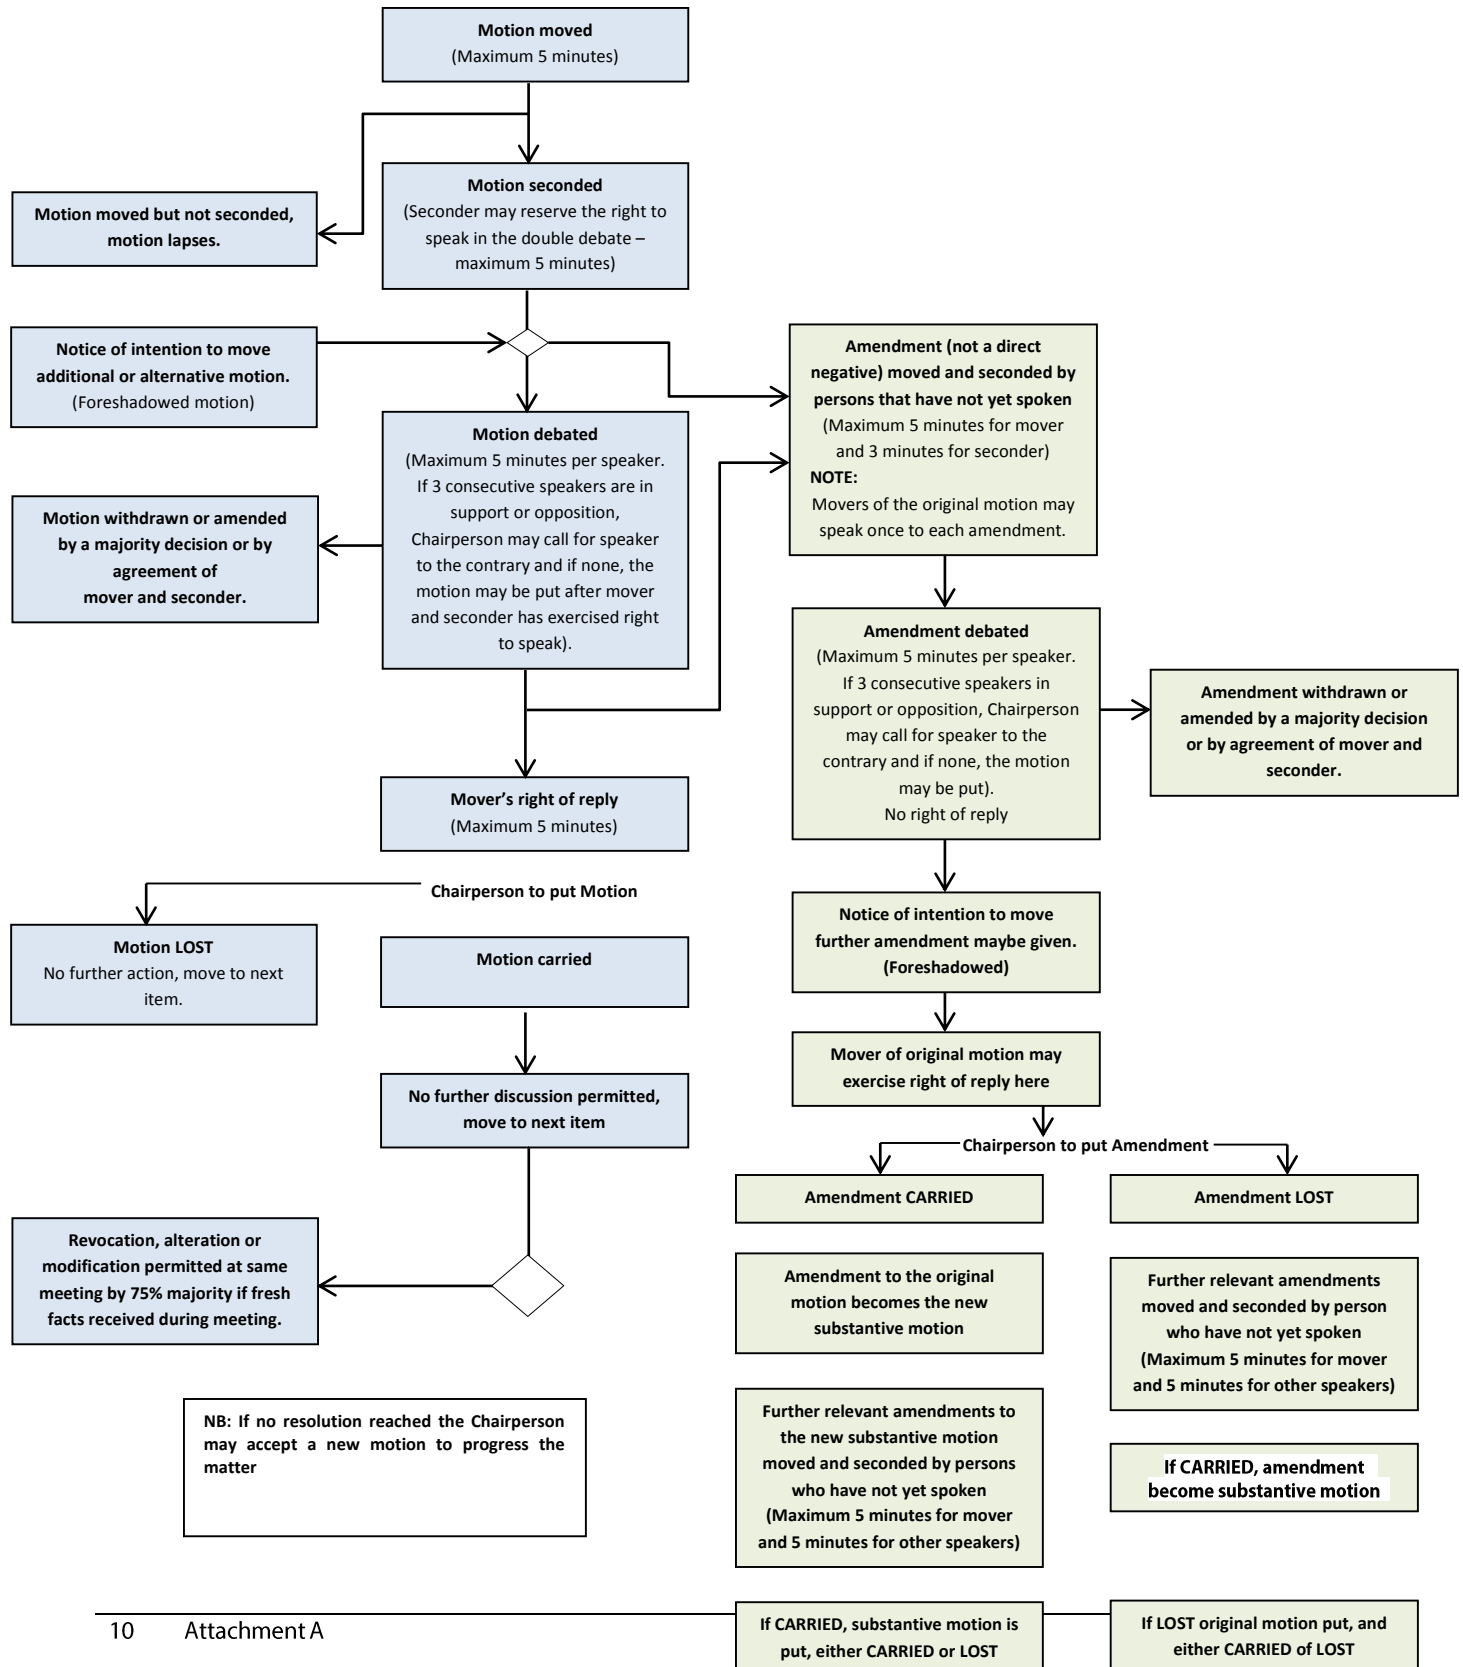 Motion moved
(Maximum 5 minutes)
Motion seconded
(Seconder may reserve the right to
speak in the double debate –
maximum 5 minutes)
Motion moved but not seconded,
motion lapses.
Notice of intention to move
additional or alternative motion.
(Foreshadowed motion)
Motion debated
(Maximum 5 minutes per speaker.
If 3 consecutive speakers are in
support or opposition,
Chairperson may call for speaker
to the contrary and if none, the
motion may be put after mover
and seconder has exercised right
to speak).
Motion withdrawn or amended
by a majority decision or by
agreement of
mover and seconder.
Mover’s right of reply
(Maximum 5 minutes)
Chairperson to put Motion
Motion LOST
No further action, move to next
item.
Motion carried
No further discussion permitted,
move to next item
Revocation, alteration or
modification permitted at same
meeting by 75% majority if fresh
facts received during meeting.
NB: If no resolution reached the Chairperson
may accept a new motion to progress the
matter
Amendment (not a direct
negative) moved and seconded by
persons that have not yet spoken
(Maximum 5 minutes for mover
and 3 minutes for seconder)
NOTE:
Movers of the original motion may
speak once to each amendment.
Amendment debated
(Maximum 5 minutes per speaker.
If 3 consecutive speakers in
support or opposition, Chairperson
may call for speaker to the
contrary and if none, the motion
may be put).
No right of reply
Amendment withdrawn or
amended by a majority decision
or by agreement of mover and
seconder.
Notice of intention to move
further amendment maybe given.
(Foreshadowed)
Mover of original motion may
exercise right of reply here
Chairperson to put Amendment
Amendment CARRIED
Amendment to the original
motion becomes the new
substantive motion
Further relevant amendments to
the new substantive motion
moved and seconded by persons
who have not yet spoken
(Maximum 5 minutes for mover
and 5 minutes for other speakers)
If CARRIED, substantive motion is
put, either CARRIED or LOST
Amendment LOST
Further relevant amendments
moved and seconded by person
who have not yet spoken
(Maximum 5 minutes for mover
and 5 minutes for other speakers)
If CARRIED, amendment
become substantive motion
If LOST original motion put, and
either CARRIED of LOST
10 Attachment A